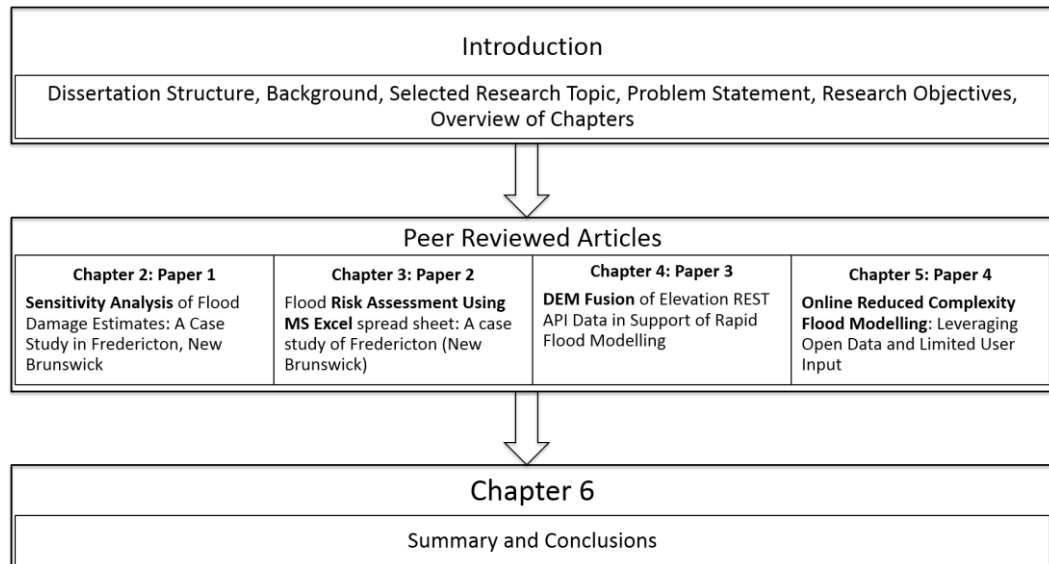 Introduction
Dissertation Structure, Background, Selected Research Topic, Problem Statement, Research Objectives,
Overview of Chapters
Peer Reviewed Articles
Chapter 2: Paper 1
Sensitivity Analysis of Flood
Damage Estimates: A Case
Study in Fredericton, New
Brunswick
Chapter 3: Paper 2
Flood Risk Assessment Using
MS Excel spread sheet: A case
study of Fredericton (New
Brunswick)
Chapter 4: Paper 3
DEM Fusion of Elevation REST
API Data in Support of Rapid
Flood Modelling
Chapter 5: Paper 4
Online Reduced Complexity
Flood Modelling: Leveraging
Open Data and Limited User
Input
Chapter 6
Summary and Conclusions